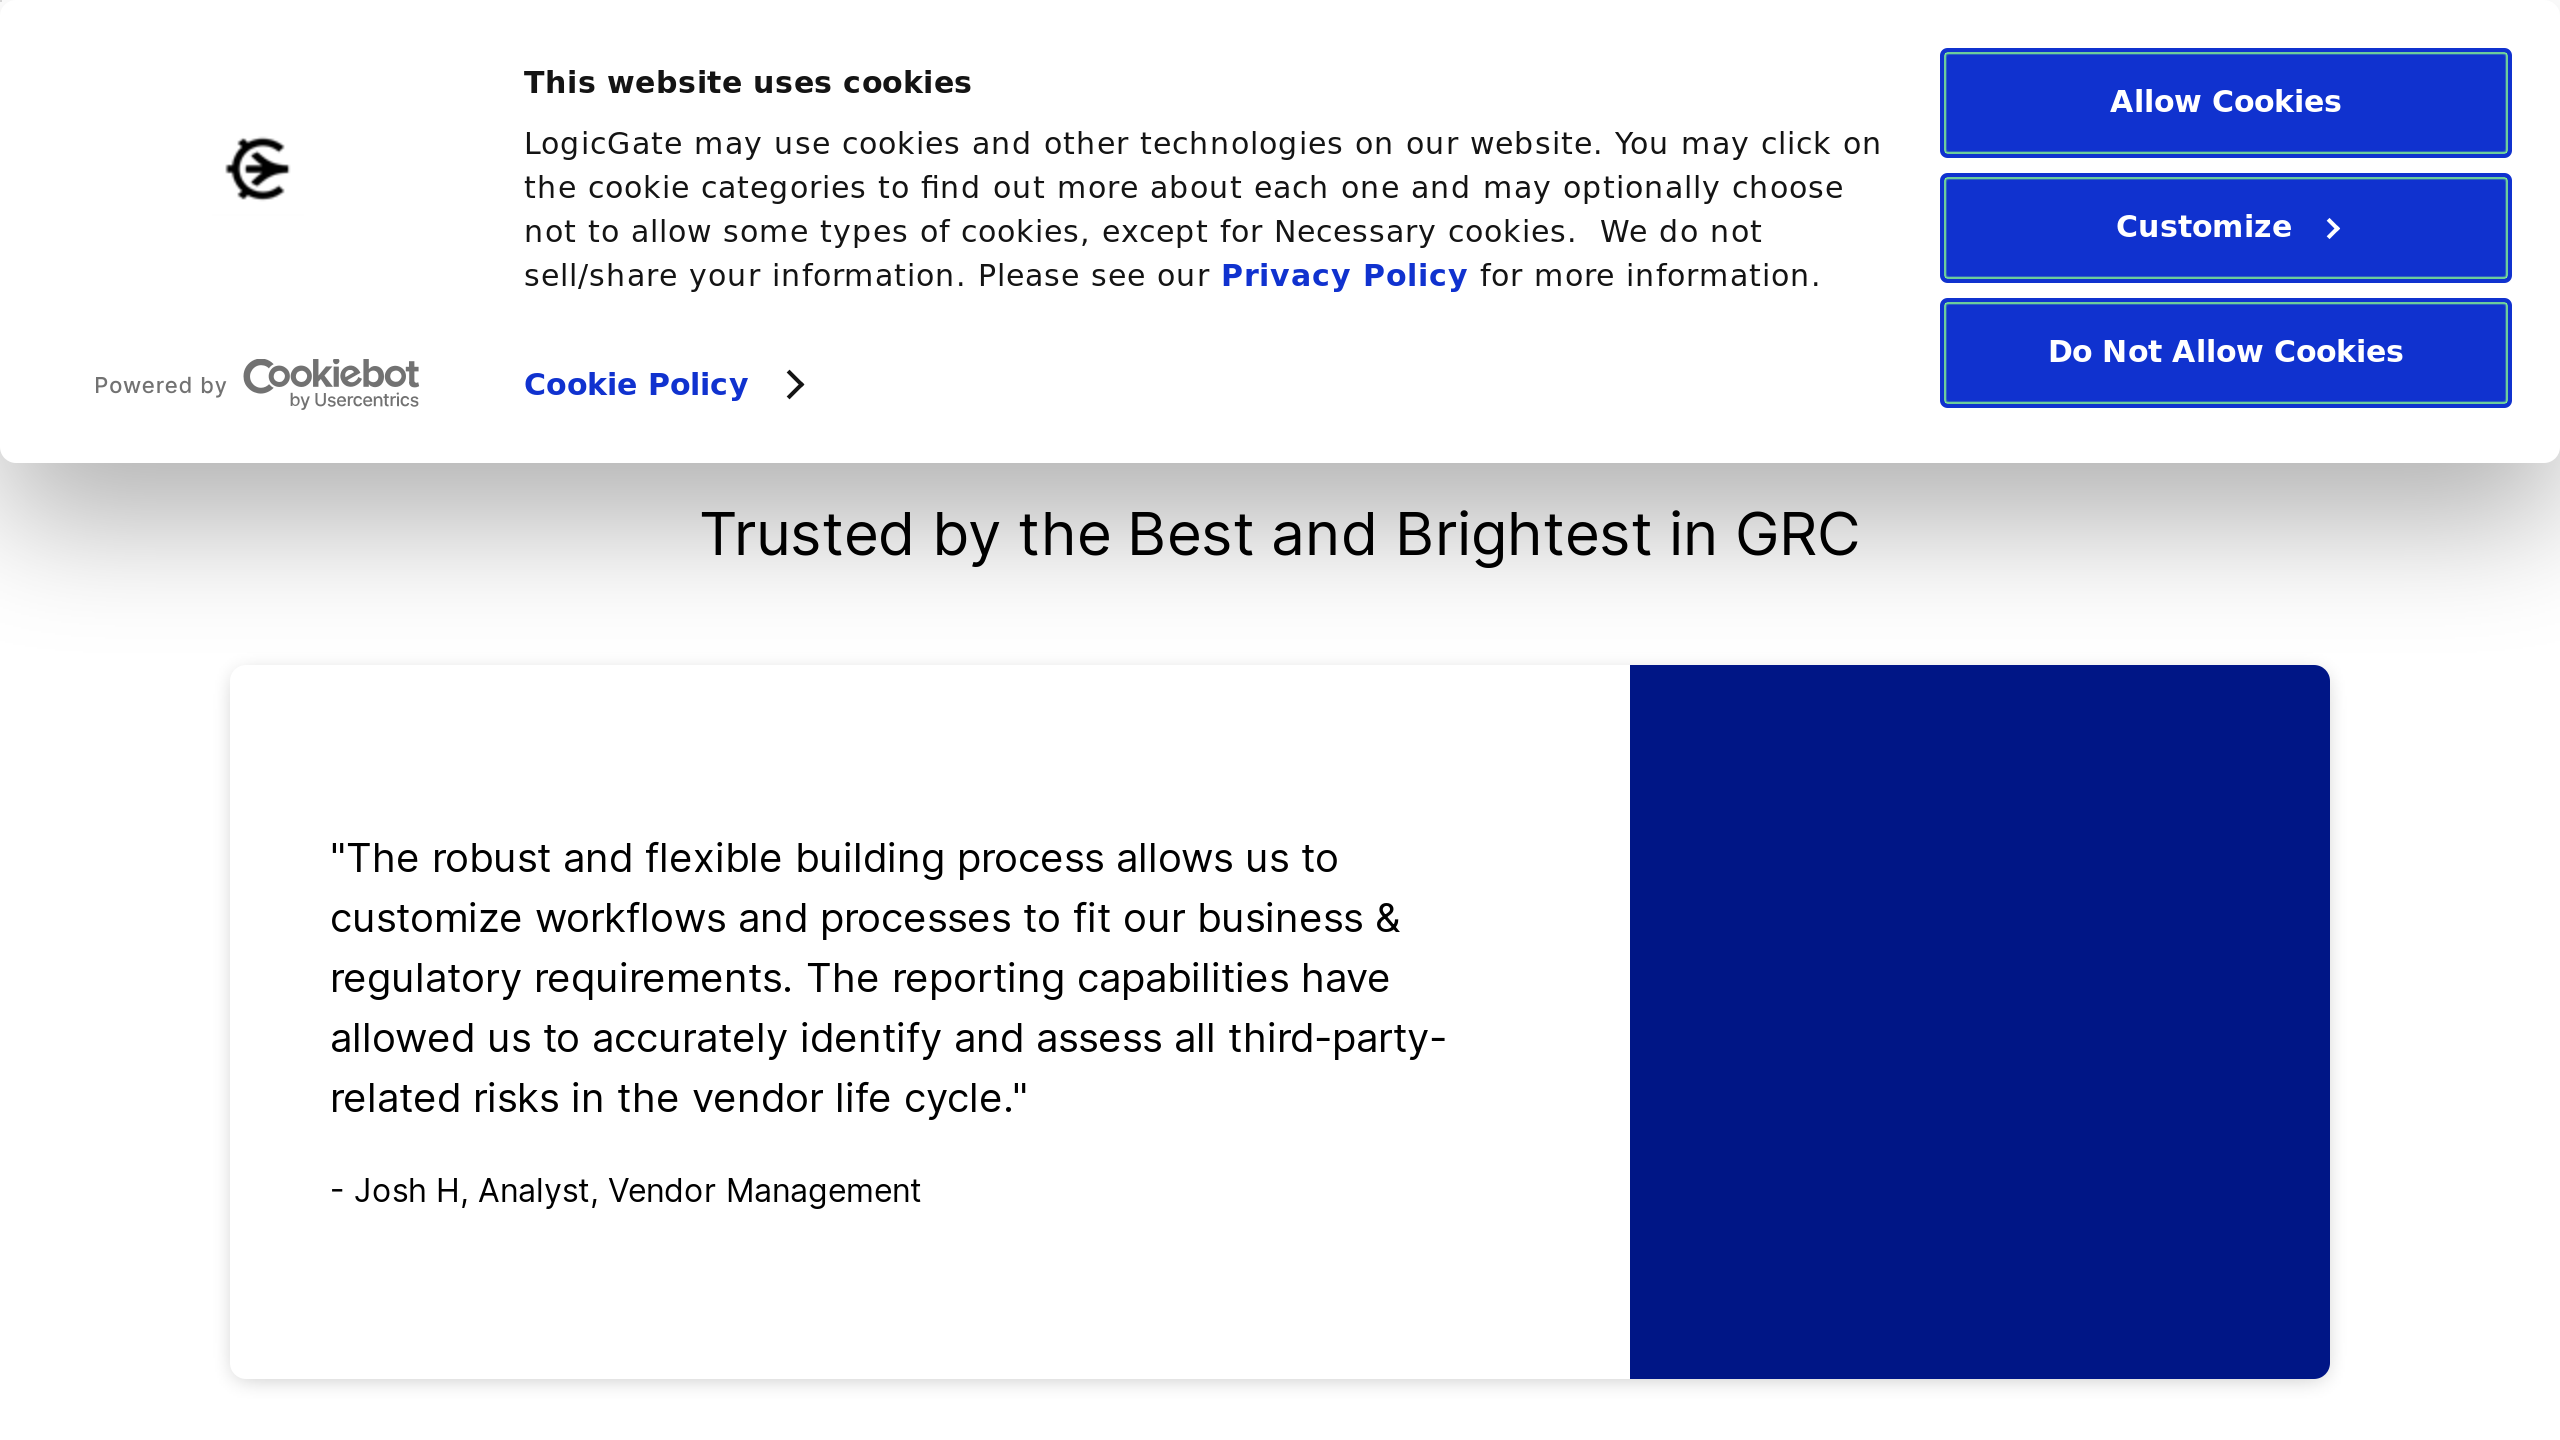 This website uses cookies
LogicGate may use cookies and other technologies on our website. You may click on
the cookie categories to find out more about each one and may optionally choose
not to allow some types of cookies, except for Necessary cookies.  We do not
sell/share your information. Please see our Privacy Policy for more information.
Powered by Cookiebot
by Usercentrics
Cookie Policy
Allow Cookies
Customize
Do Not Allow Cookies
Trusted by the Best and Brightest in GRC
"The robust and flexible building process allows us to
customize workflows and processes to fit our business &
regulatory requirements. The reporting capabilities have
allowed us to accurately identify and assess all third-party-
related risks in the vendor life cycle."
- Josh H, Analyst, Vendor Management